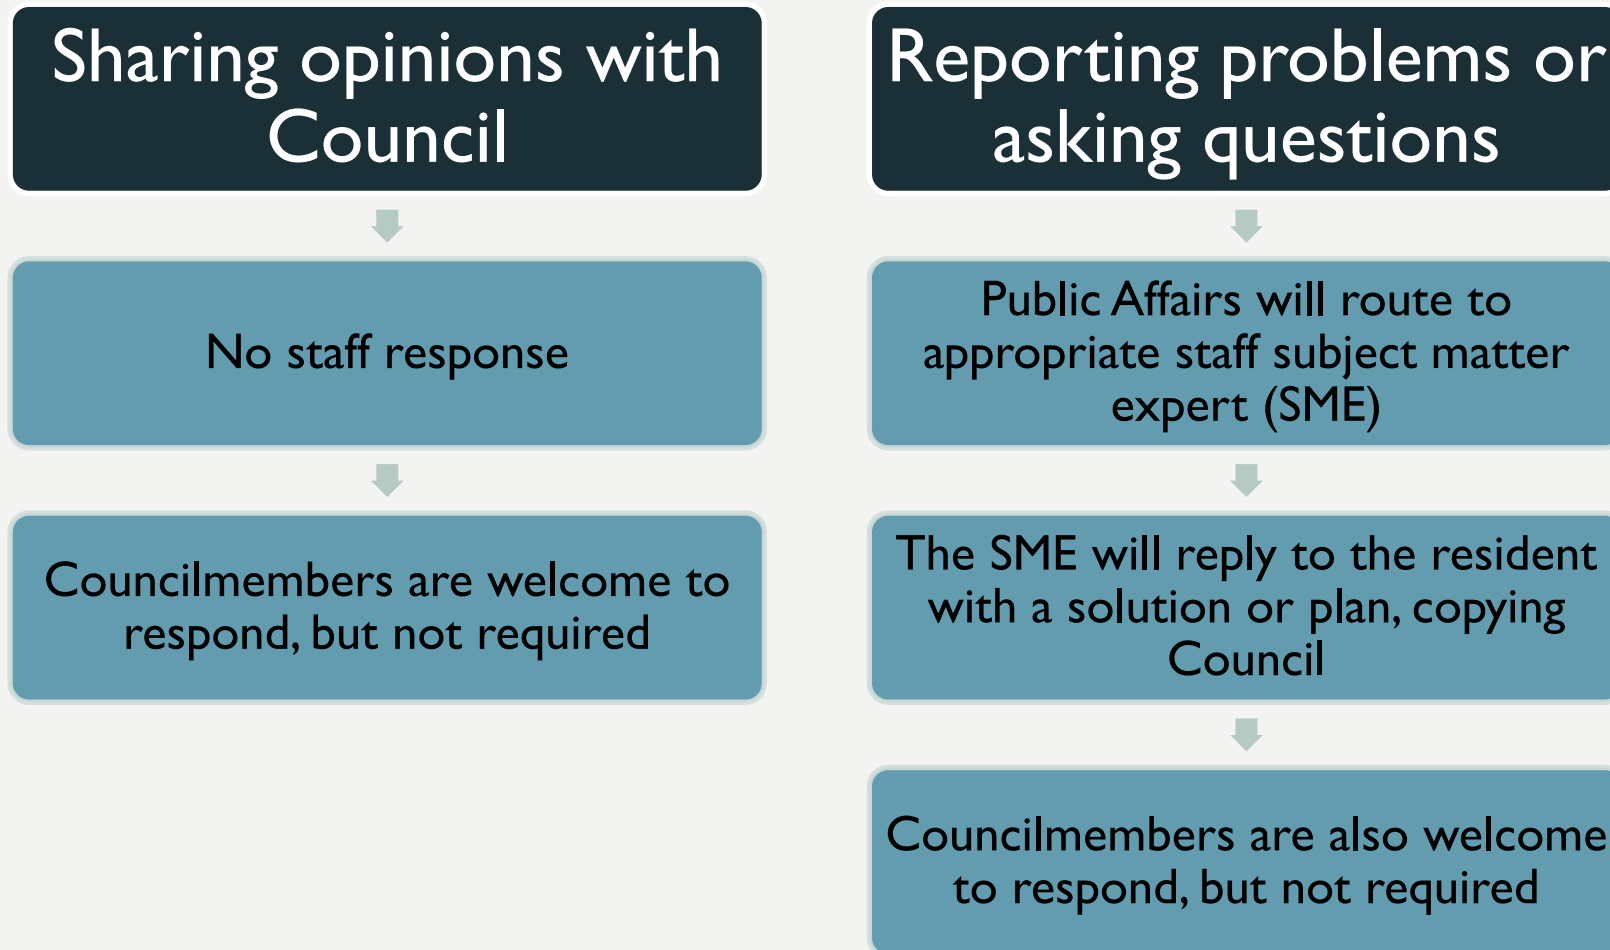 Sharing opinions with
Council
No staff response
Councilmembers are welcome to
respond, but not required
Reporting problems or
asking questions
Public Affairs will route to
appropriate staff subject matter
expert (SME)
The SME will reply to the resident
with a solution or plan, copying
Council
Councilmembers are also welcome
to respond, but not required